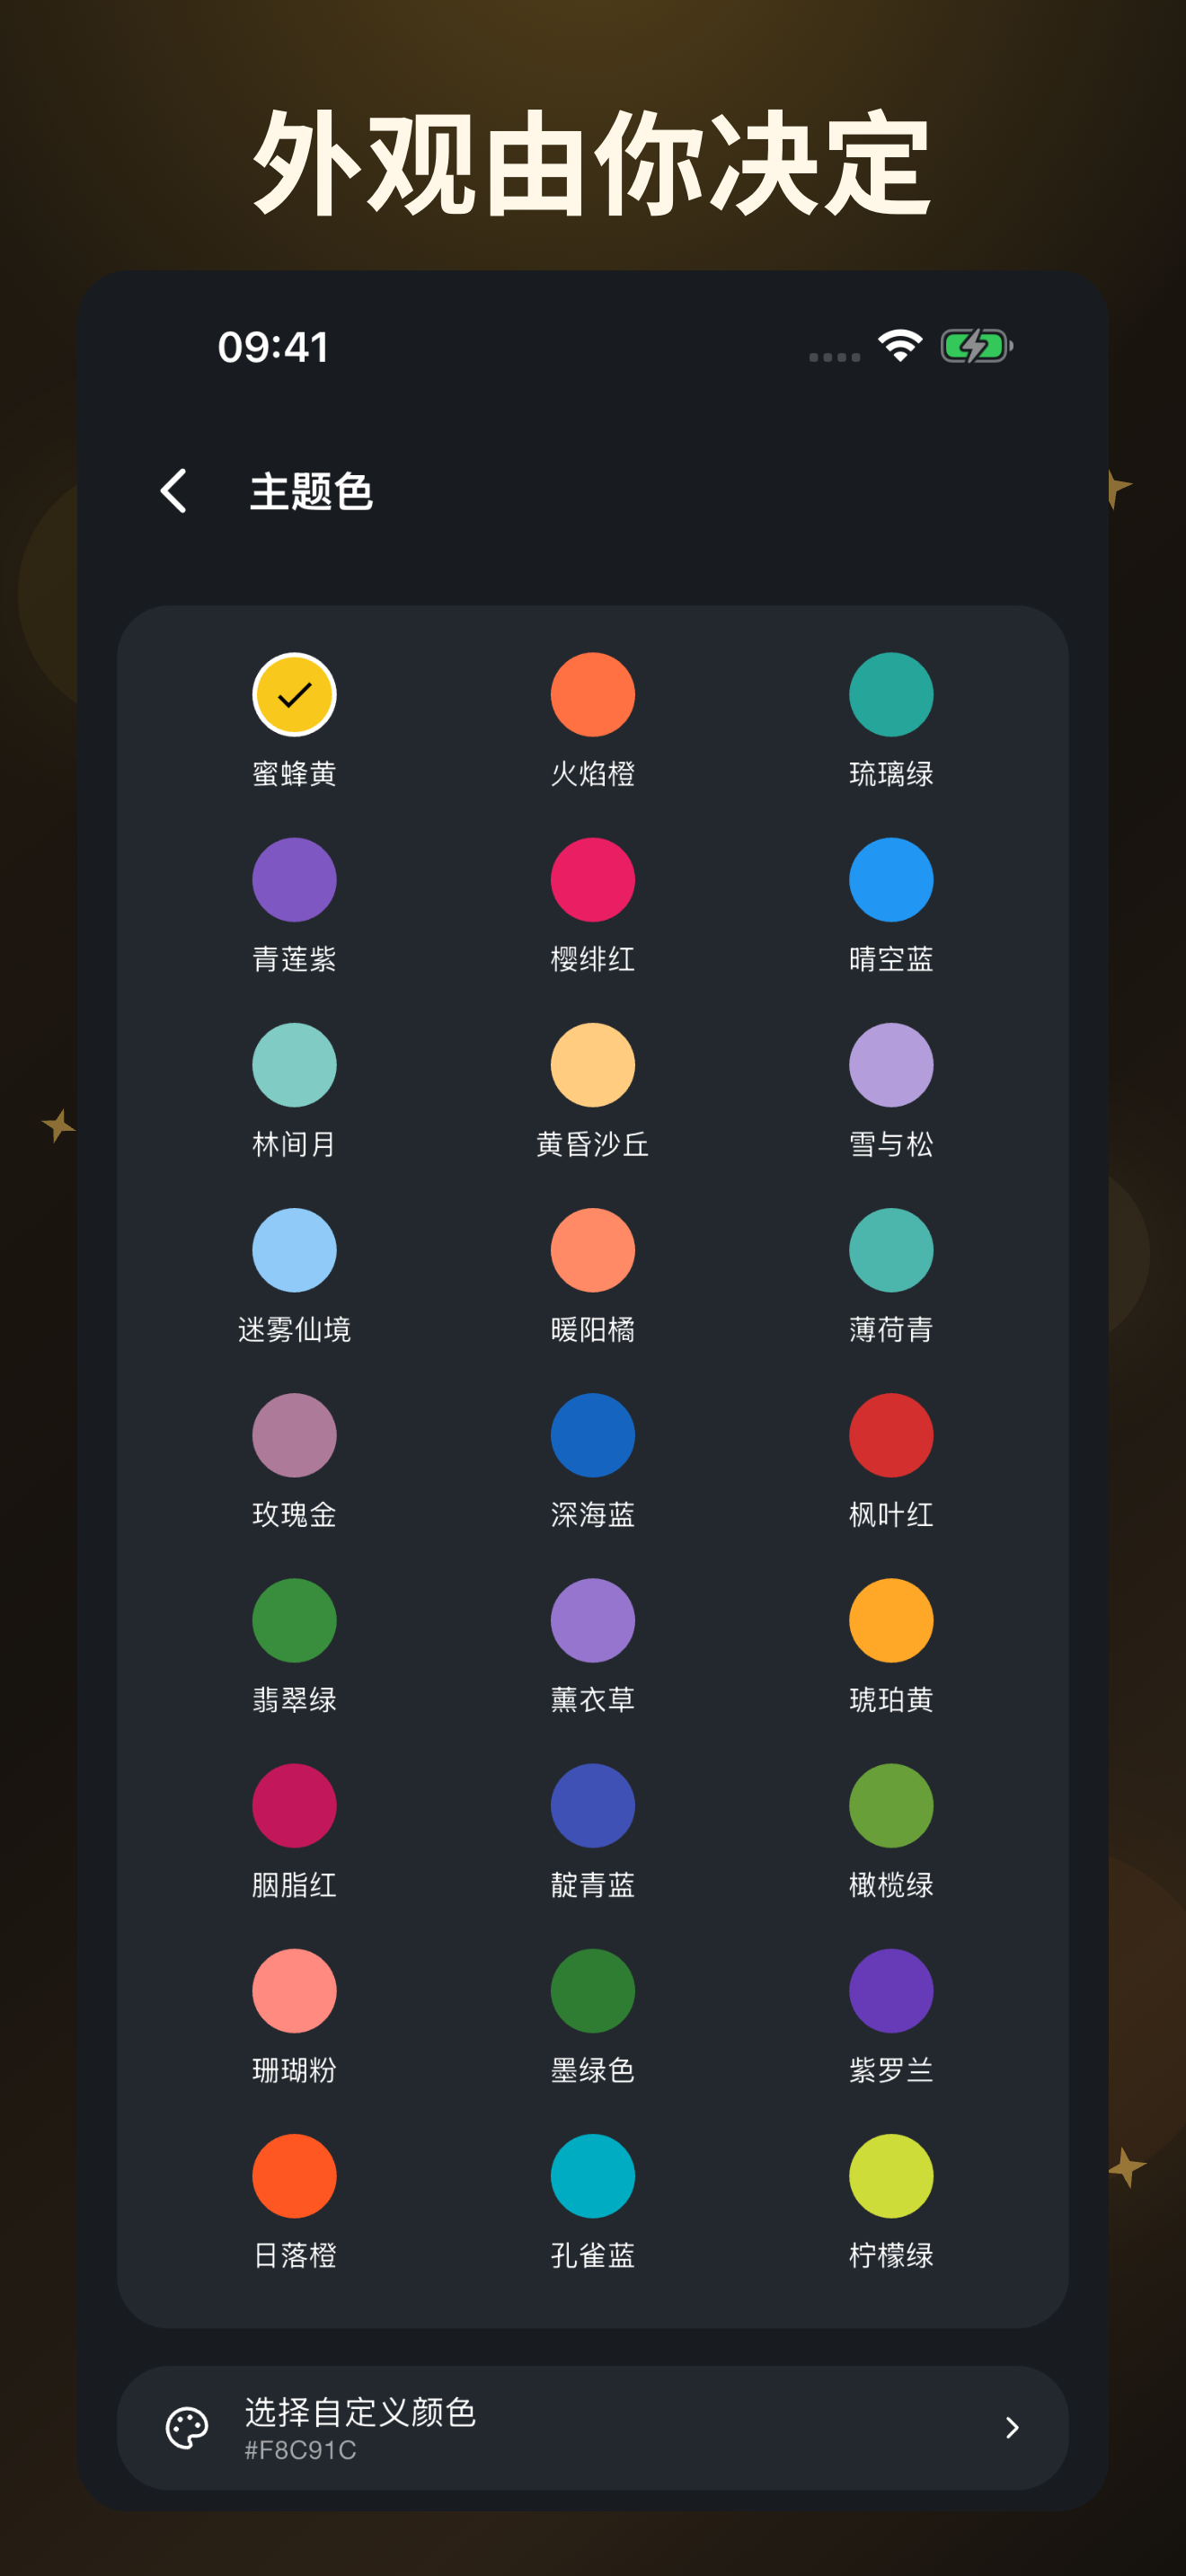 外观由你决定
09:41
主题色
蜜蜂黄 火焰橙 琉璃绿
青莲紫 樱绯红 晴空蓝
林间月 黄昏沙丘 雪与松
迷雾仙境 暖阳橘 薄荷青
玫瑰金 深海蓝 枫叶红
翡翠绿 薰衣草 琥珀黄
胭脂红 靛青蓝 橄榄绿
珊瑚粉 墨绿色 紫罗兰
日落橙 孔雀蓝 柠檬绿
选择自定义颜色
#F8C91C